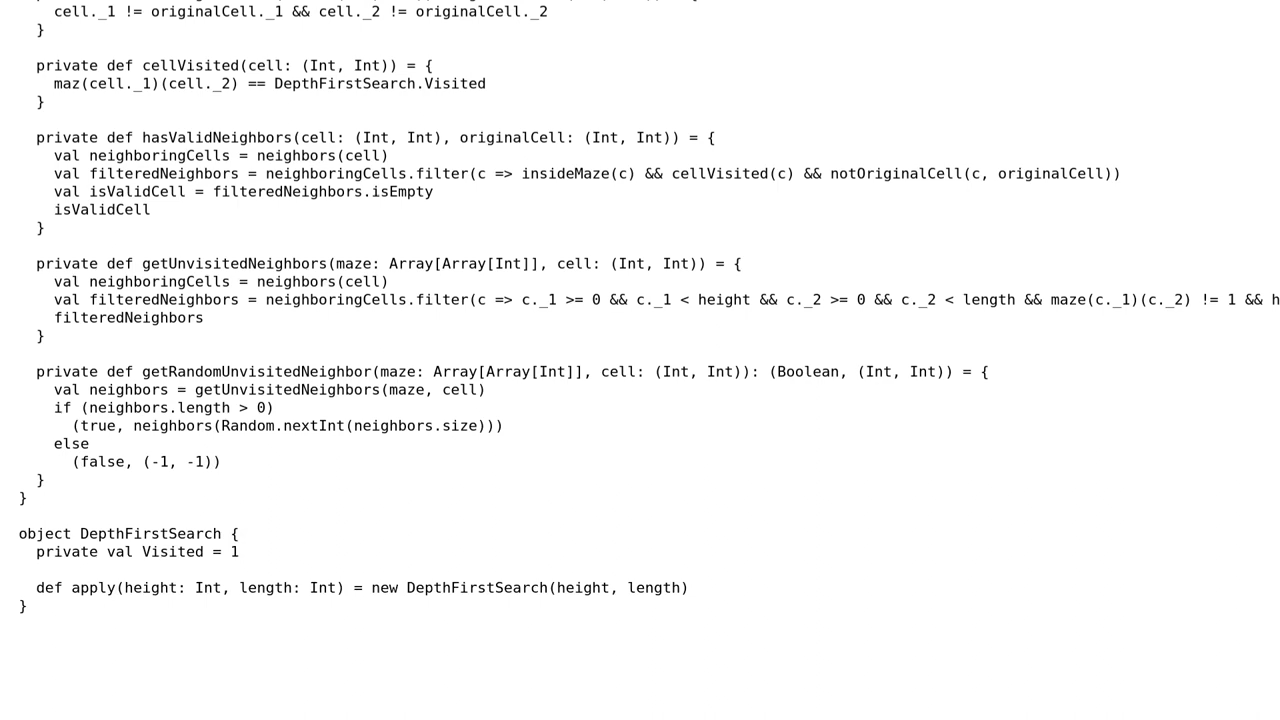 cell._1 != originalCell._1 && cell._2 != originalCell._2
  }

  private def cellVisited(cell: (Int, Int)) = {
    maz(cell._1)(cell._2) == DepthFirstSearch.Visited
  }

  private def hasValidNeighbors(cell: (Int, Int), originalCell: (Int, Int)) = {
    val neighboringCells = neighbors(cell)
    val filteredNeighbors = neighboringCells.filter(c => insideMaze(c) && cellVisited(c) && notOriginalCell(c, originalCell))
    val isValidCell = filteredNeighbors.isEmpty
    isValidCell
  }

  private def getUnvisitedNeighbors(maze: Array[Array[Int]], cell: (Int, Int)) = {
    val neighboringCells = neighbors(cell)
    val filteredNeighbors = neighboringCells.filter(c => c._1 >= 0 && c._1 < height && c._2 >= 0 && c._2 < length && maze(c._1)(c._2) != 1 && h
    filteredNeighbors
  }

  private def getRandomUnvisitedNeighbor(maze: Array[Array[Int]], cell: (Int, Int)): (Boolean, (Int, Int)) = {
    val neighbors = getUnvisitedNeighbors(maze, cell)
    if (neighbors.length > 0)
      (true, neighbors(Random.nextInt(neighbors.size)))
    else
      (false, (-1, -1))
  }
}

object DepthFirstSearch {
  private val Visited = 1

  def apply(height: Int, length: Int) = new DepthFirstSearch(height, length)
}